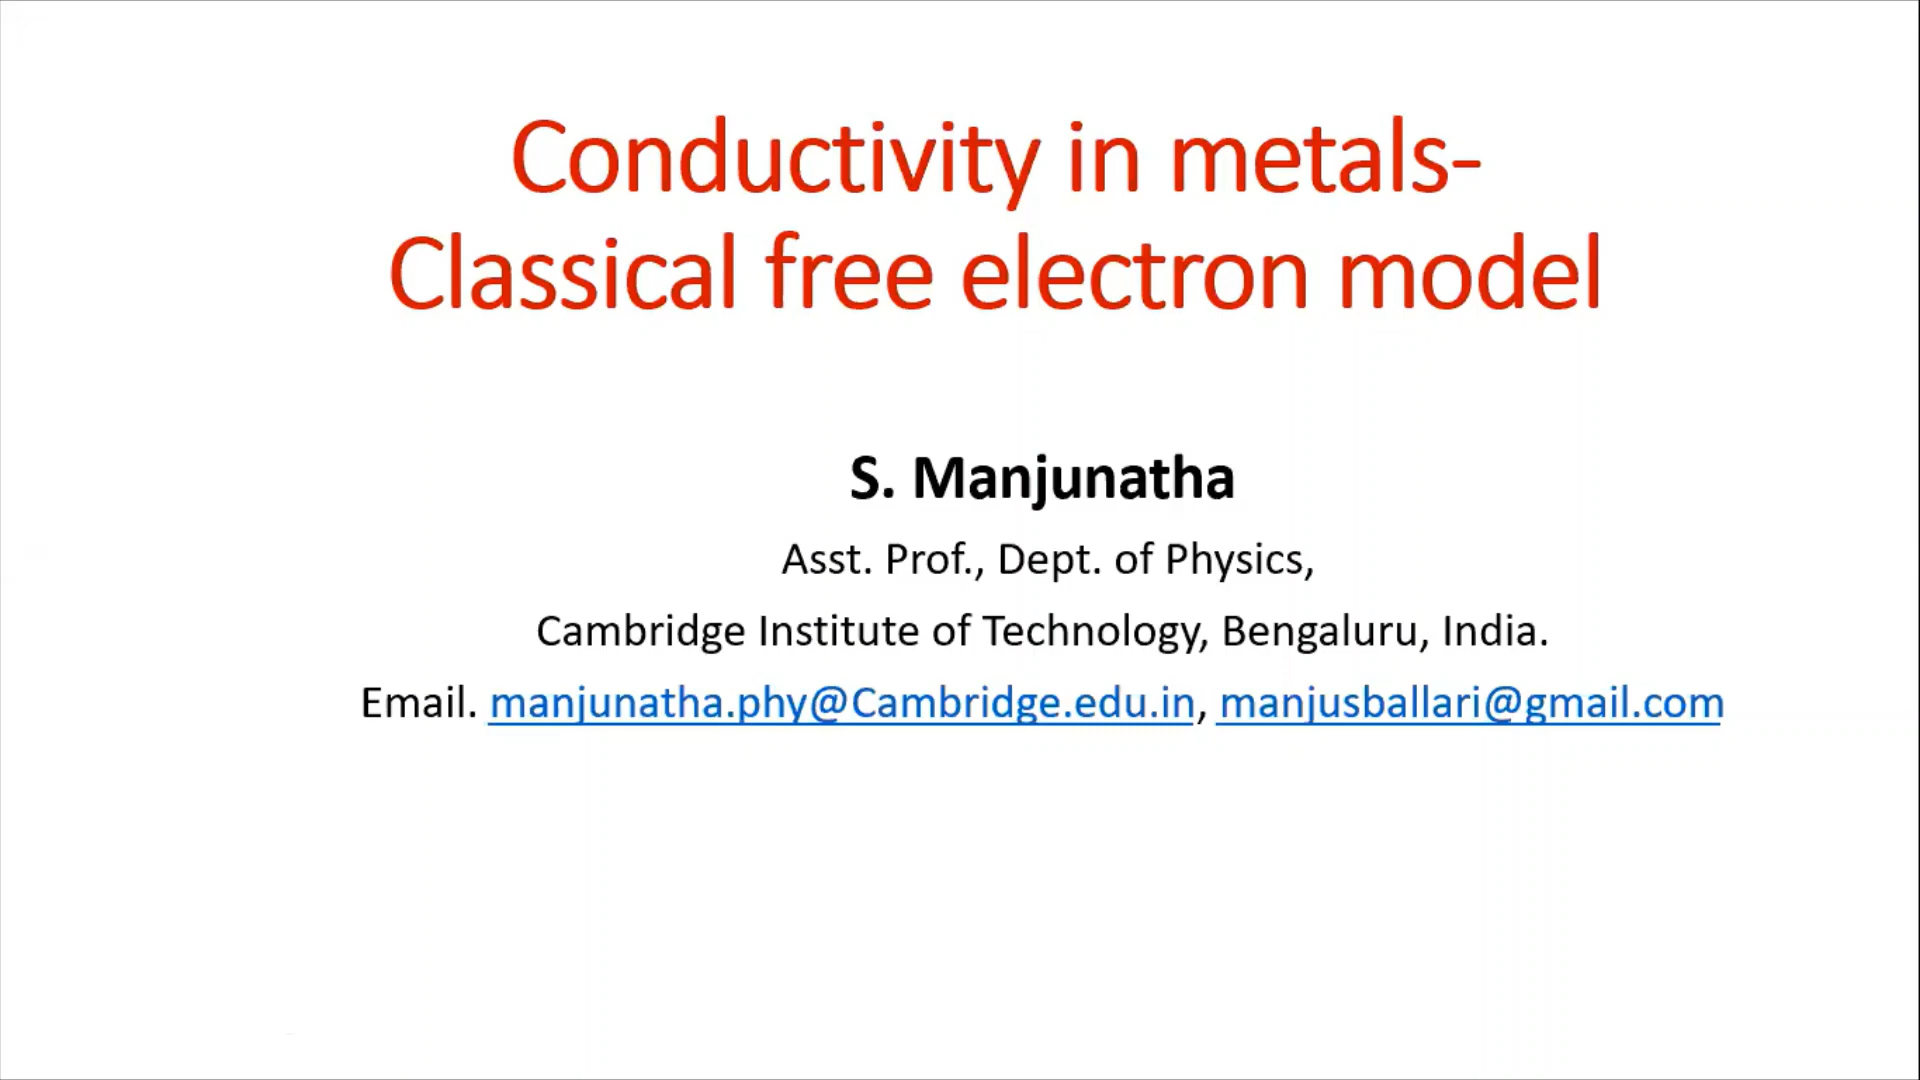 Conductivity in metals-
Classical free electron model
S. Manjunatha
Asst. Prof., Dept. of Physics,
Cambridge Institute of Technology, Bengaluru, India.
Email. manjunatha.phy@Cambridge.edu.in, manjusballari@gmail.com